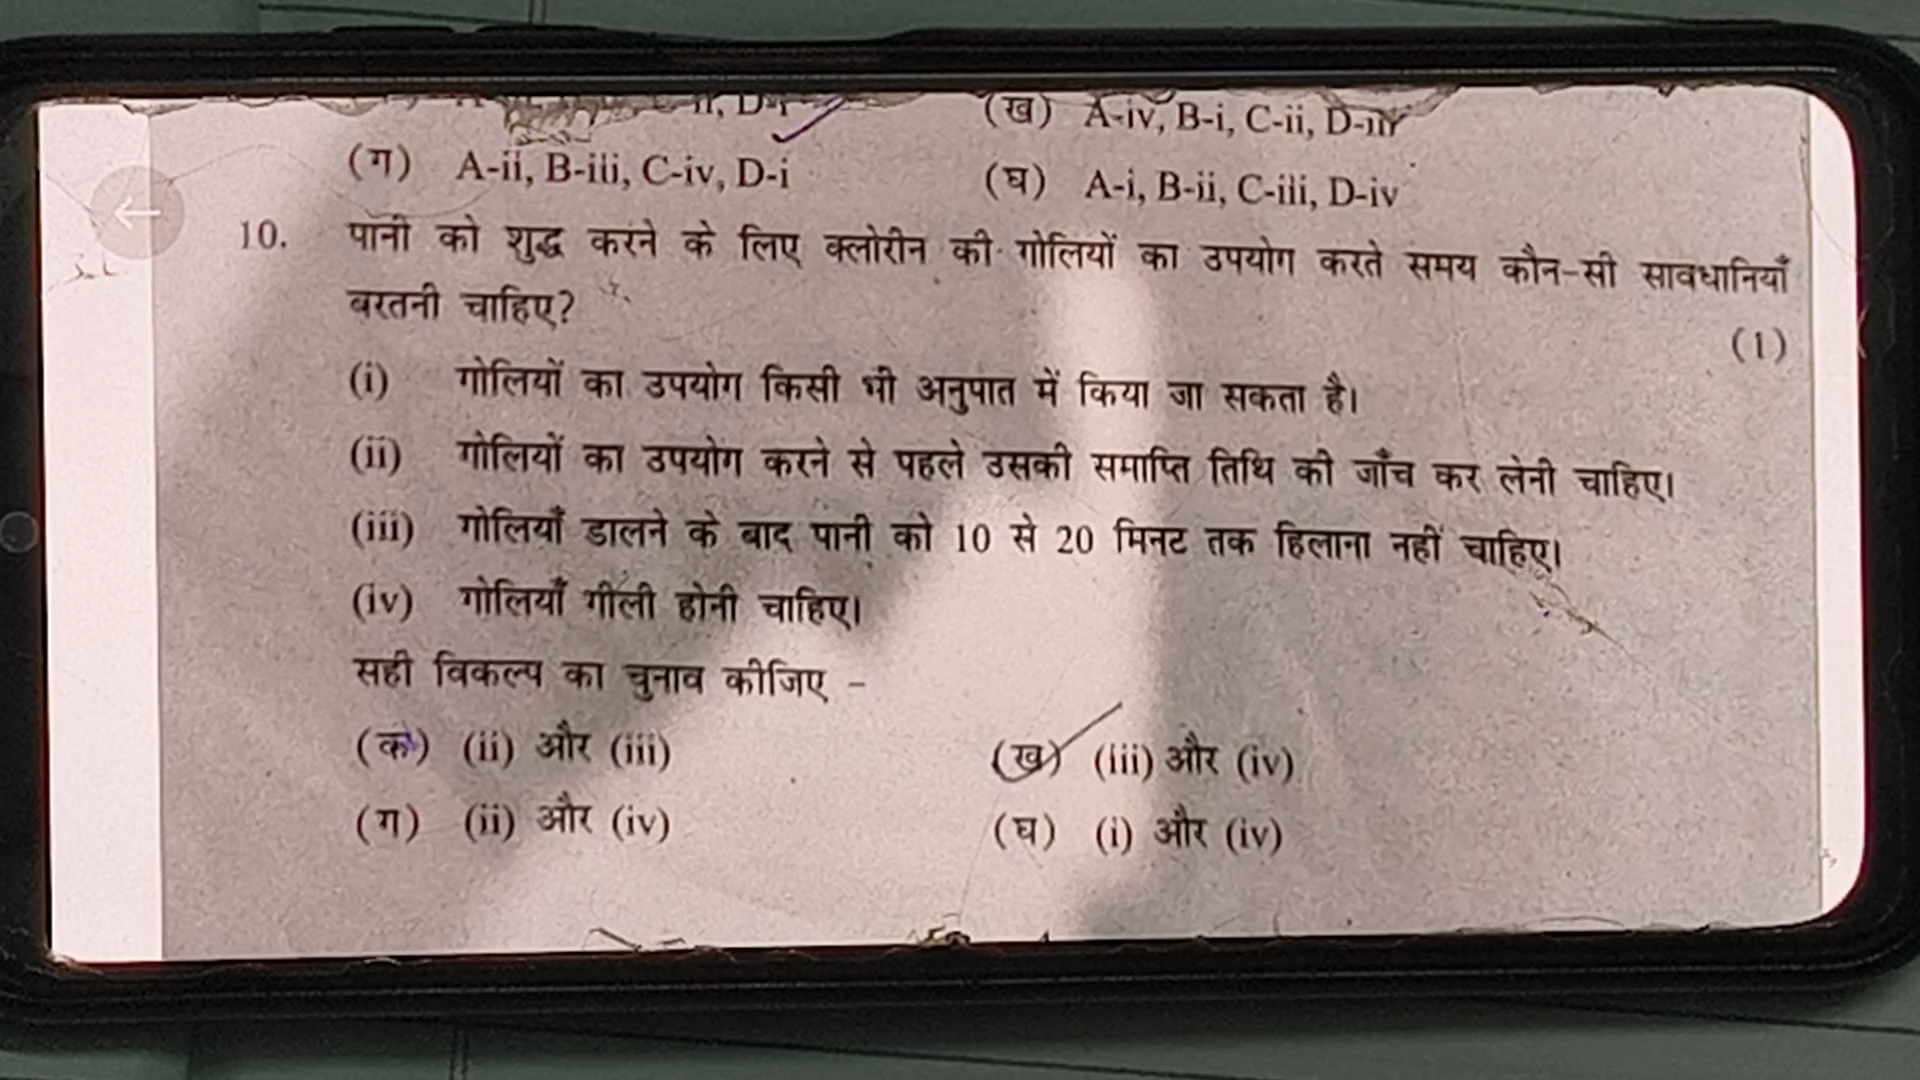 II, D-i
(ख) A-iv, B-i, C-ii, D-iii
(ग) A-ii, B-iii, C-iv, D-i
(घ) A-i, B-ii, C-iii, D-iv
10. पानी को शुद्ध करने के लिए क्लोरीन की गोलियों का उपयोग करते समय कौन-सी सावधानियाँ
बरतनी चाहिए?
(1)
(i) गोलियों का उपयोग किसी भी अनुपात में किया जा सकता है।
(ii) गोलियों का उपयोग करने से पहले उसकी समाप्ति तिथि की जाँच कर लेनी चाहिए।
(iii) गोलियाँ डालने के बाद पानी को 10 से 20 मिनट तक हिलाना नहीं चाहिए।
(iv) गोलियाँ गीली होनी चाहिए।
सही विकल्प का चुनाव कीजिए -
(क) (ii) और (iii)
(ख) (iii) और (iv)
(ग) (ii) और (iv)
(घ) (i) और (iv)